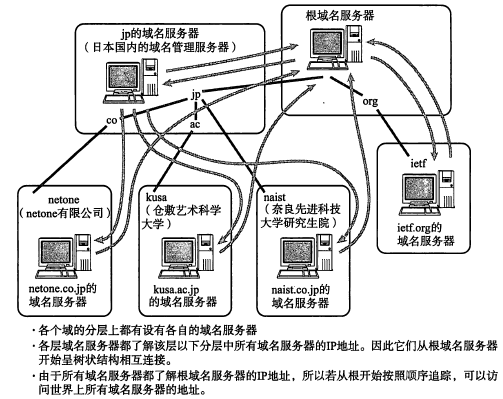 jp的域名服务器
（日本国内的域名管理服务器）
根域名服务器
jp
co
ac
org
ietf
ietf.org的
域名服务器
netone
（netone有限公司）
netone.co.jp的
域名服务器
kusa
（仓敷艺术科学
大学）
kusa.ac.jp
的域名服务器
naist
（奈良先进科技
大学研究生院）
naist.co.jp的
域名服务器
·各个域的分层上都有设有各自的域名服务器
·各层域名服务器都了解该层以下分层中所有域名服务器的IP地址。因此它们从根域名服务器
开始呈树状结构相互连接。
·由于所有域名服务器都了解根域名服务器的IP地址，所以若从根开始按照顺序追踪，可以访
问世界上所有域名服务器的地址。